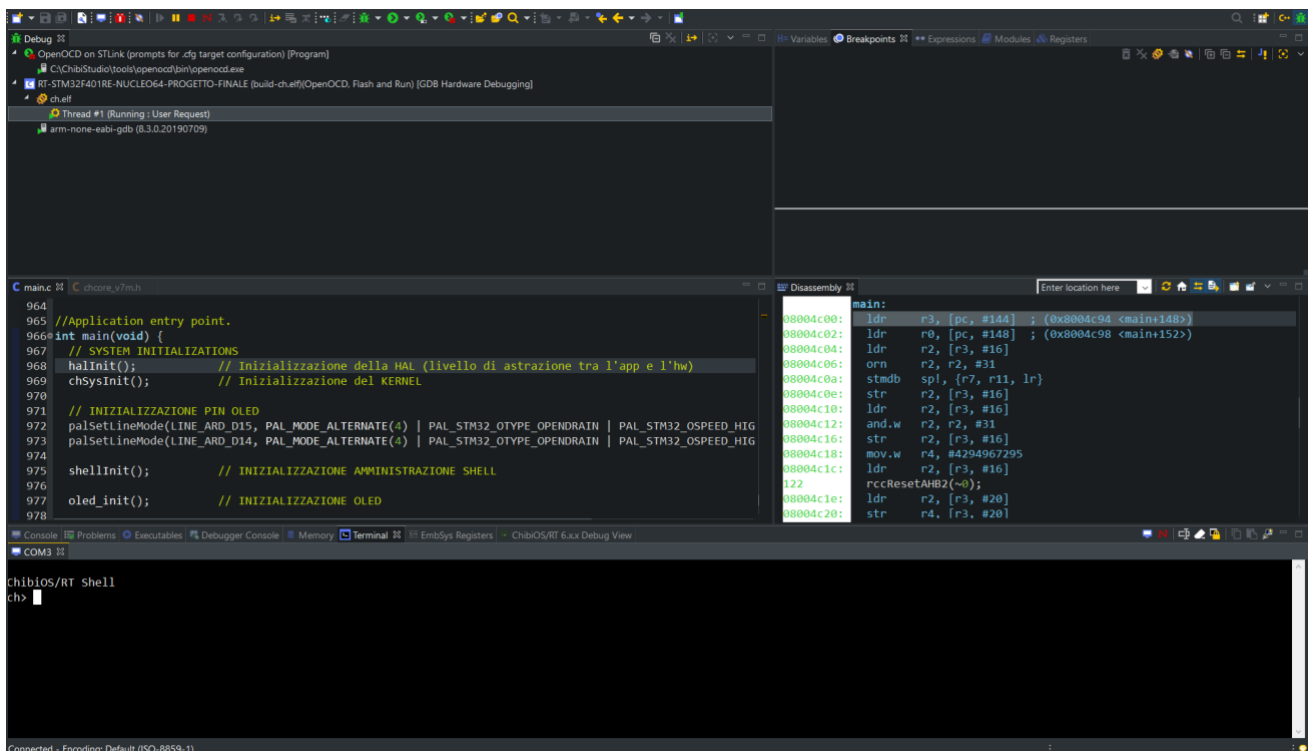 Debug
OpenOCD on STLink (prompts for .cfg target configuration) [Program]
C:\ChibiStudio\tools\openocd\bin\openocd.exe
RT-STM32F401RE-NUCLEO64-PROGETTO-FINALE (build-ch.elf)(OpenOCD, Flash and Run) [GDB Hardware Debugging]
ch.elf
Thread #1 (Running : User Request)
arm-none-eabi-gdb (8.3.0.20190709)
Variables Breakpoints Expressions Modules Registers
main.c chcore_v7m.h
964
965 //Application entry point.
966 int main(void) {
967 // SYSTEM INITIALIZATIONS
968 halInit(); // Inizializzazione della HAL (livello di astrazione tra l'app e l'hw)
969 chSysInit(); // Inizializzazione del KERNEL
970
971 // INIZIALIZZAZIONE PIN OLED
972 palSetLineMode(LINE_ARD_D15, PAL_MODE_ALTERNATE(4) | PAL_STM32_OTYPE_OPENDRAIN | PAL_STM32_OSPEED_HIG
973 palSetLineMode(LINE_ARD_D14, PAL_MODE_ALTERNATE(4) | PAL_STM32_OTYPE_OPENDRAIN | PAL_STM32_OSPEED_HIG
974
975 shellInit(); // INIZIALIZZAZIONE AMMINISTRAZIONE SHELL
976
977 oled_init(); // INIZIALIZZAZIONE OLED
978
Disassembly Enter location here
main:
08004c00: ldr r3, [pc, #144] ; (0x8004c94 <main+148>)
08004c02: ldr r0, [pc, #148] ; (0x8004c98 <main+152>)
08004c04: ldr r2, [r3, #16]
08004c06: orn r2, r2, #31
08004c0a: stmdb sp!, {r7, r11, lr}
08004c0e: str r2, [r3, #16]
08004c10: ldr r2, [r3, #16]
08004c12: and.w r2, r2, #31
08004c16: str r2, [r3, #16]
08004c18: mov.w r4, #4294967295
08004c1c: ldr r2, [r3, #16]
122 rccResetAHB2(~0);
08004c1e: ldr r2, [r3, #20]
08004c20: str r4, [r3, #20]
Console Problems Executables Debugger Console Memory Terminal EmbSys Registers ChibiOS/RT 6.x.x Debug View
COM3
ChibiOS/RT Shell
ch>
Connected - Encoding: Default (ISO-8859-1)